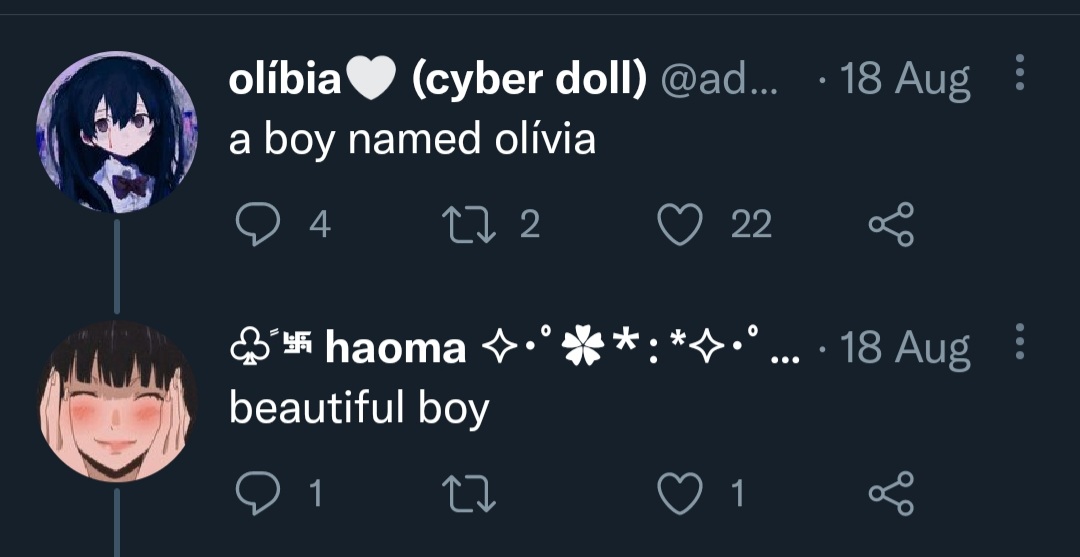 olíbia🤍 (cyber doll) @ad... · 18 Aug
a boy named olívia
4 2 22
♧࿖ haoma ✧･ﾟ✽*:*✧･ﾟ... · 18 Aug
beautiful boy
1 1